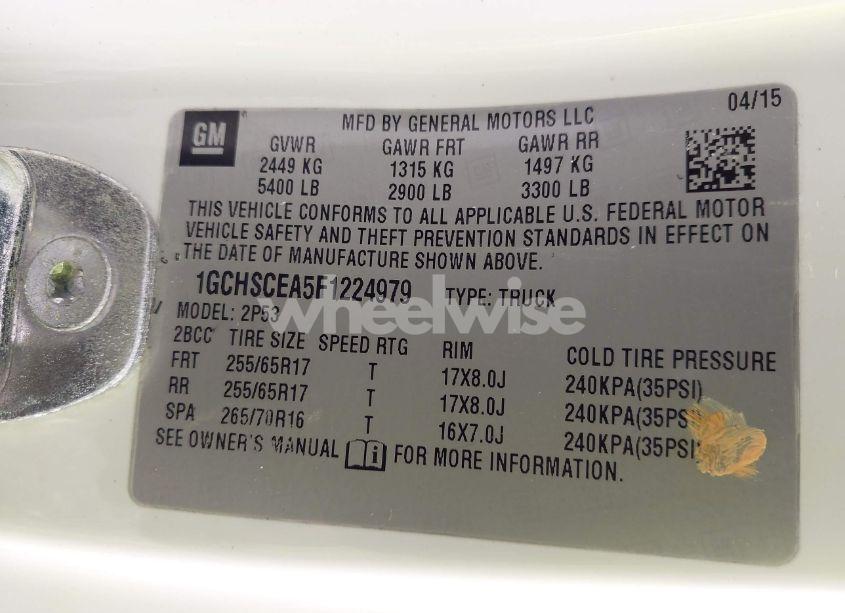 04/15
GM
MFD BY GENERAL MOTORS LLC
GVWR GAWR FRT GAWR RR
2449 KG 1315 KG 1497 KG
5400 LB 2900 LB 3300 LB
THIS VEHICLE CONFORMS TO ALL APPLICABLE U.S. FEDERAL MOTOR
VEHICLE SAFETY AND THEFT PREVENTION STANDARDS IN EFFECT ON
THE DATE OF MANUFACTURE SHOWN ABOVE.
1GCHSCEA5F1224979 TYPE: TRUCK
wheelwise
MODEL: 2P53
2BCC TIRE SIZE SPEED RTG RIM COLD TIRE PRESSURE
FRT 255/65R17 T 17X8.0J 240KPA(35PSI)
RR 255/65R17 T 17X8.0J 240KPA(35PSI
SPA 265/70R16 T 16X7.0J 240KPA(35PSI
SEE OWNER'S MANUAL FOR MORE INFORMATION.